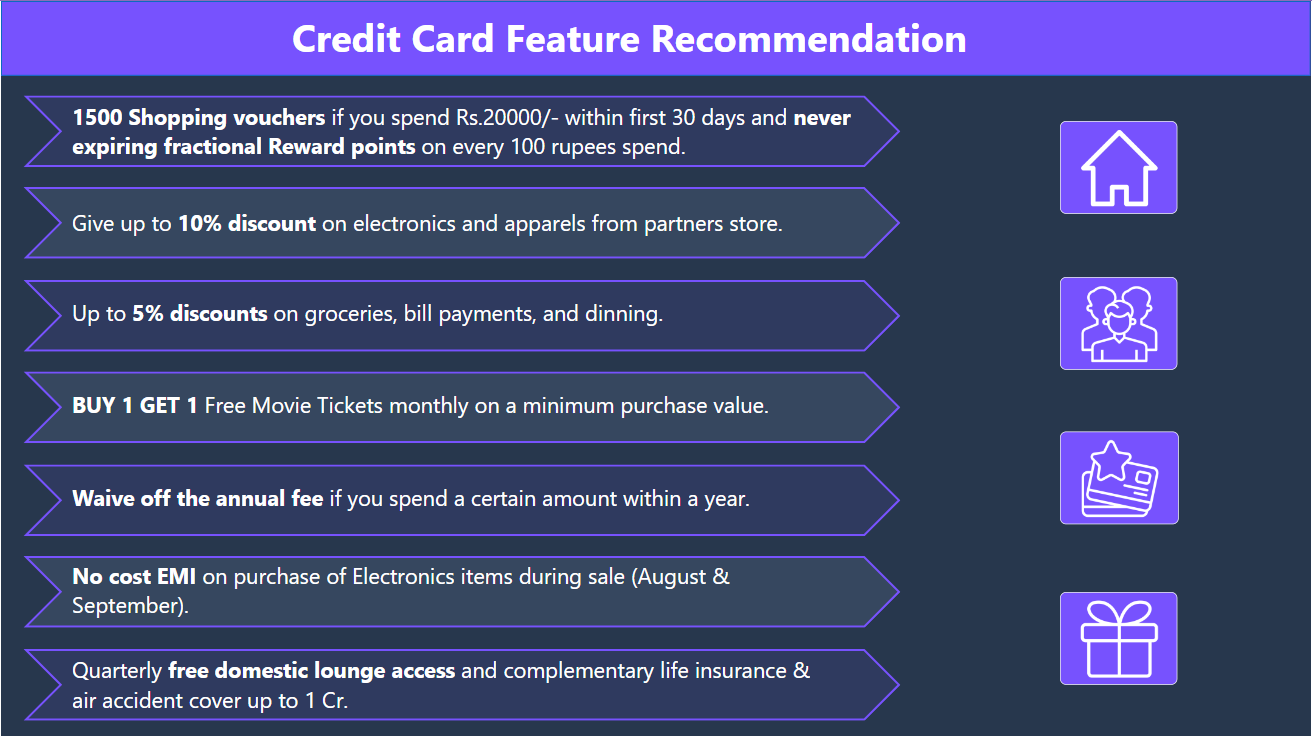 Credit Card Feature Recommendation
1500 Shopping vouchers if you spend Rs.20000/- within first 30 days and never
expiring fractional Reward points on every 100 rupees spend.
Give up to 10% discount on electronics and apparels from partners store.
Up to 5% discounts on groceries, bill payments, and dinning.
BUY 1 GET 1 Free Movie Tickets monthly on a minimum purchase value.
Waive off the annual fee if you spend a certain amount within a year.
No cost EMI on purchase of Electronics items during sale (August &
September).
Quarterly free domestic lounge access and complementary life insurance &
air accident cover up to 1 Cr.